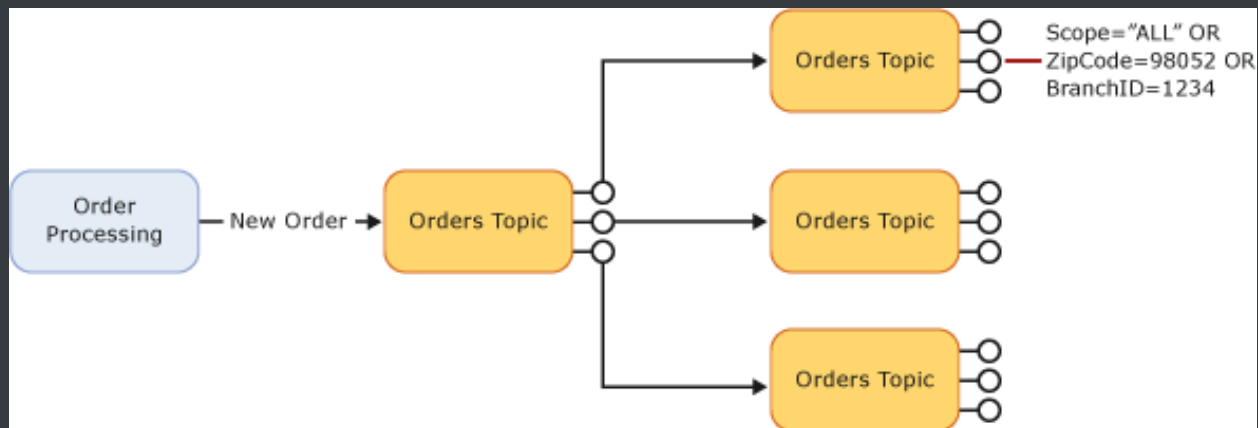 Orders Topic
Scope="ALL" OR
ZipCode=98052 OR
BranchID=1234
Order
Processing
New Order
Orders Topic
Orders Topic
Orders Topic